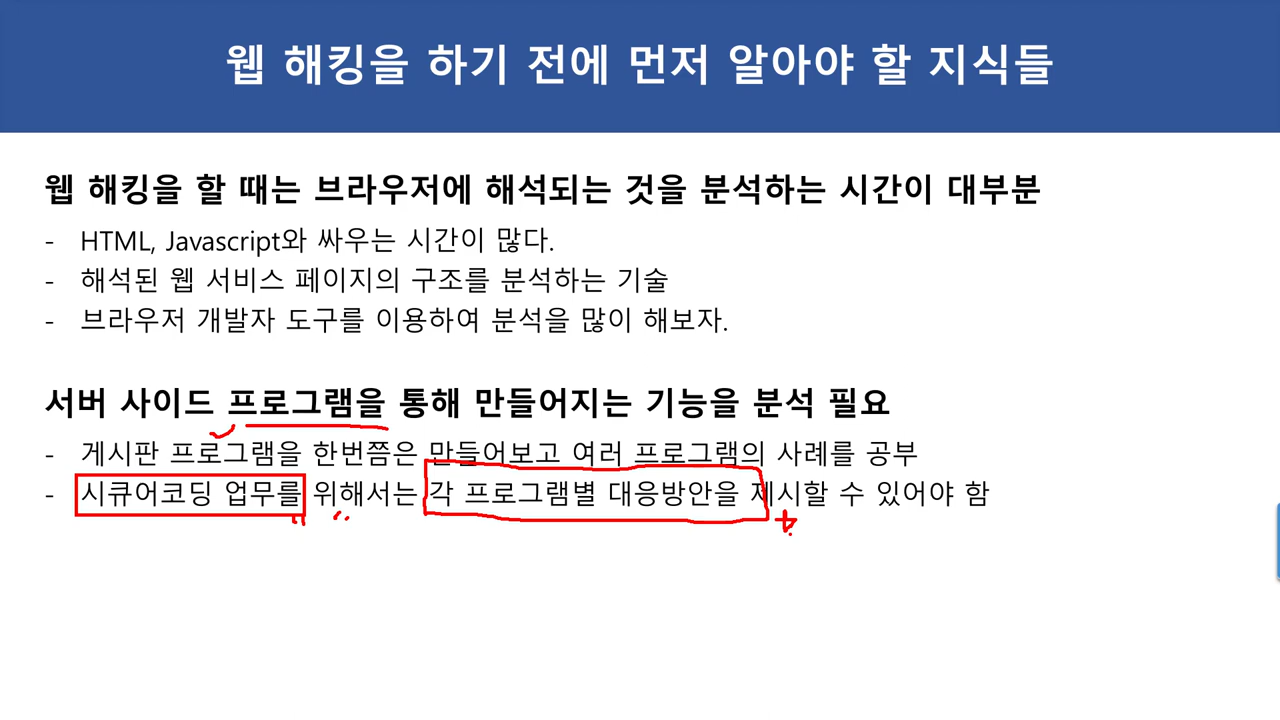 웹 해킹을 하기 전에 먼저 알아야 할 지식들
웹 해킹을 할 때는 브라우저에 해석되는 것을 분석하는 시간이 대부분
- HTML, Javascript와 싸우는 시간이 많다.
- 해석된 웹 서비스 페이지의 구조를 분석하는 기술
- 브라우저 개발자 도구를 이용하여 분석을 많이 해보자.
서버 사이드 프로그램을 통해 만들어지는 기능을 분석 필요
- 게시판 프로그램을 한번쯤은 만들어보고 여러 프로그램의 사례를 공부
- 시큐어코딩 업무를 위해서는 각 프로그램별 대응방안을 제시할 수 있어야 함